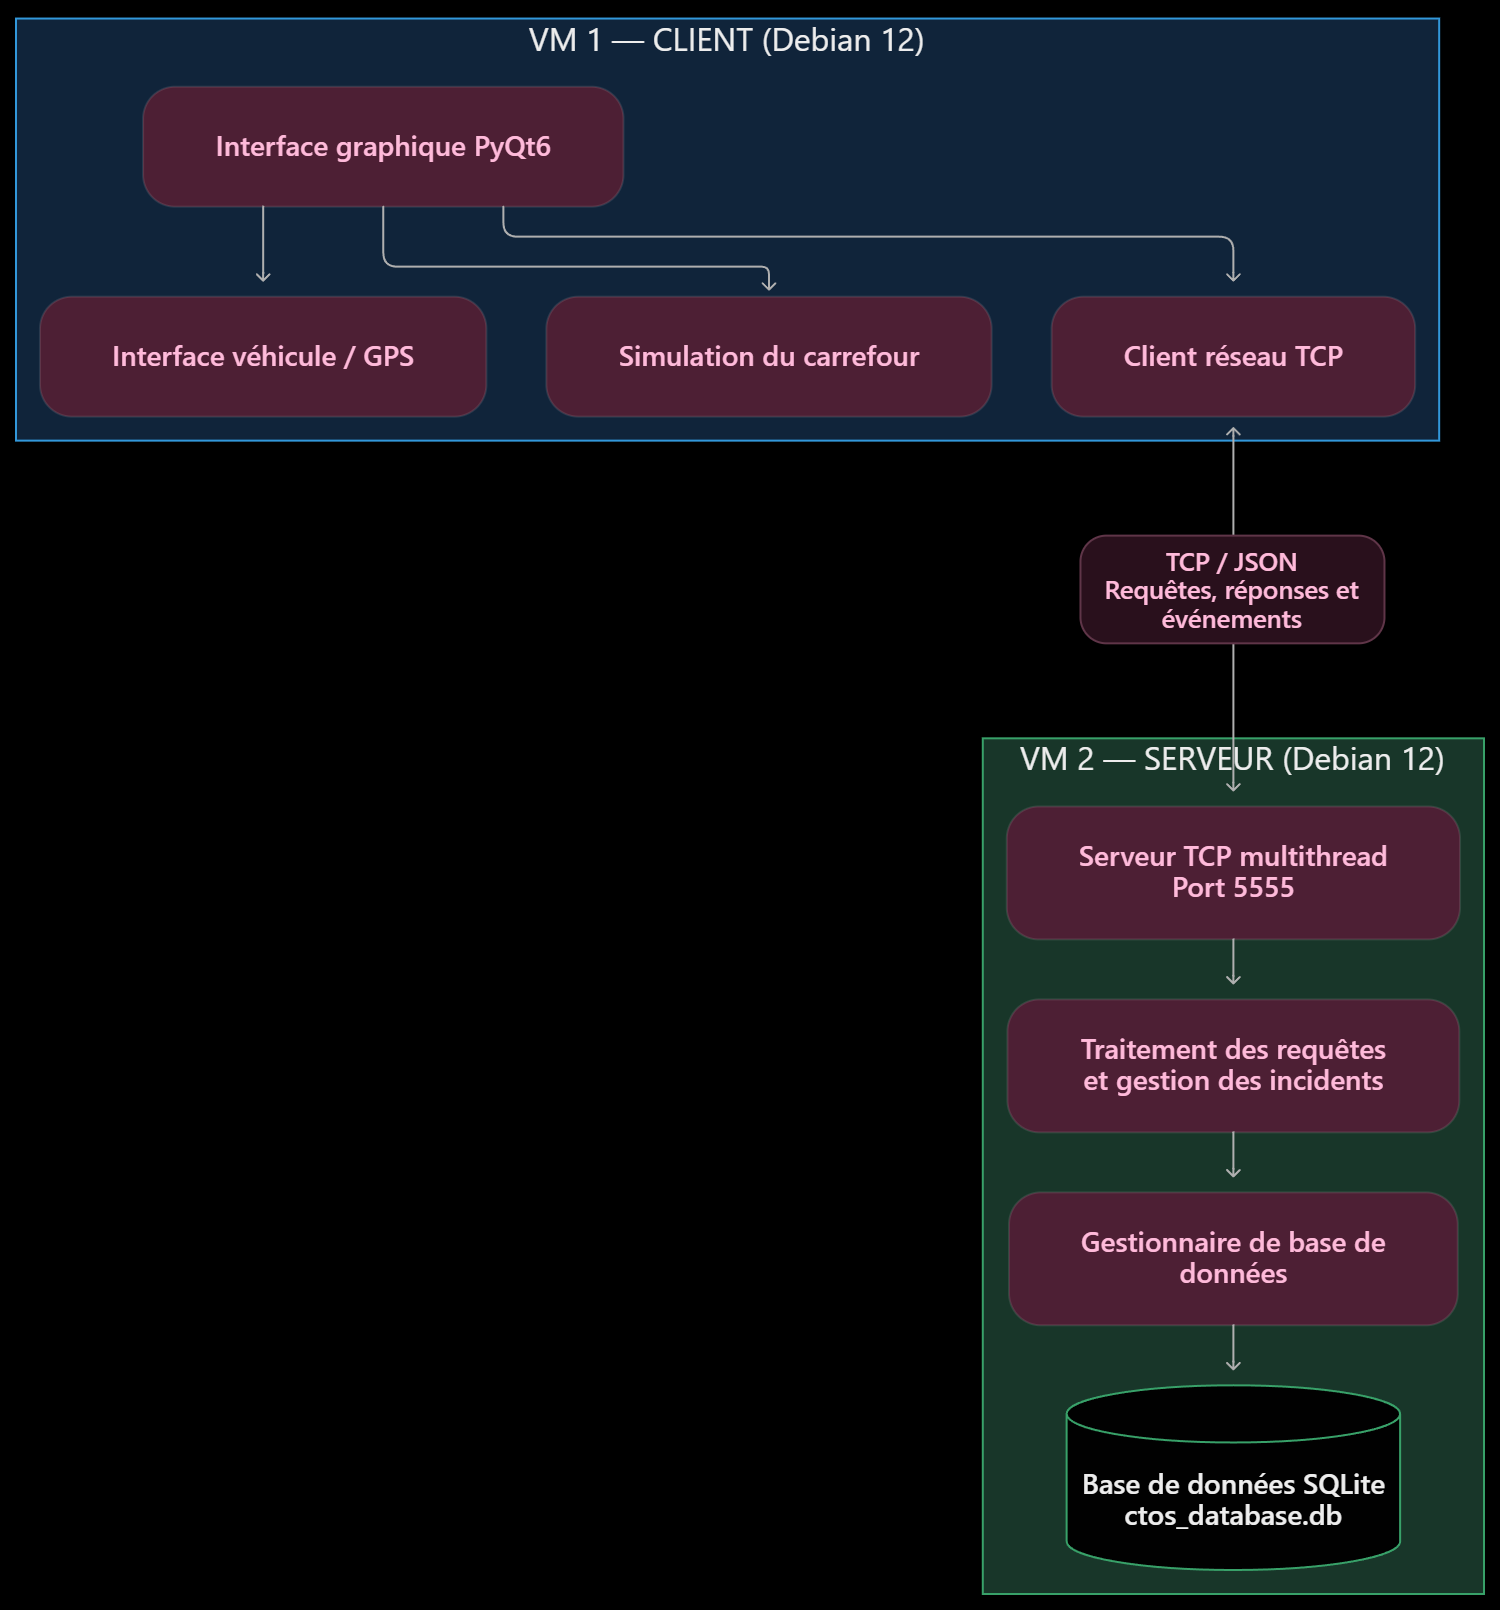 VM 1 — CLIENT (Debian 12)
Interface graphique PyQt6
Interface véhicule / GPS
Simulation du carrefour
Client réseau TCP
TCP / JSON
Requêtes, réponses et
événements
VM 2 — SERVEUR (Debian 12)
Serveur TCP multithread
Port 5555
Traitement des requêtes
et gestion des incidents
Gestionnaire de base de
données
Base de données SQLite
ctos_database.db